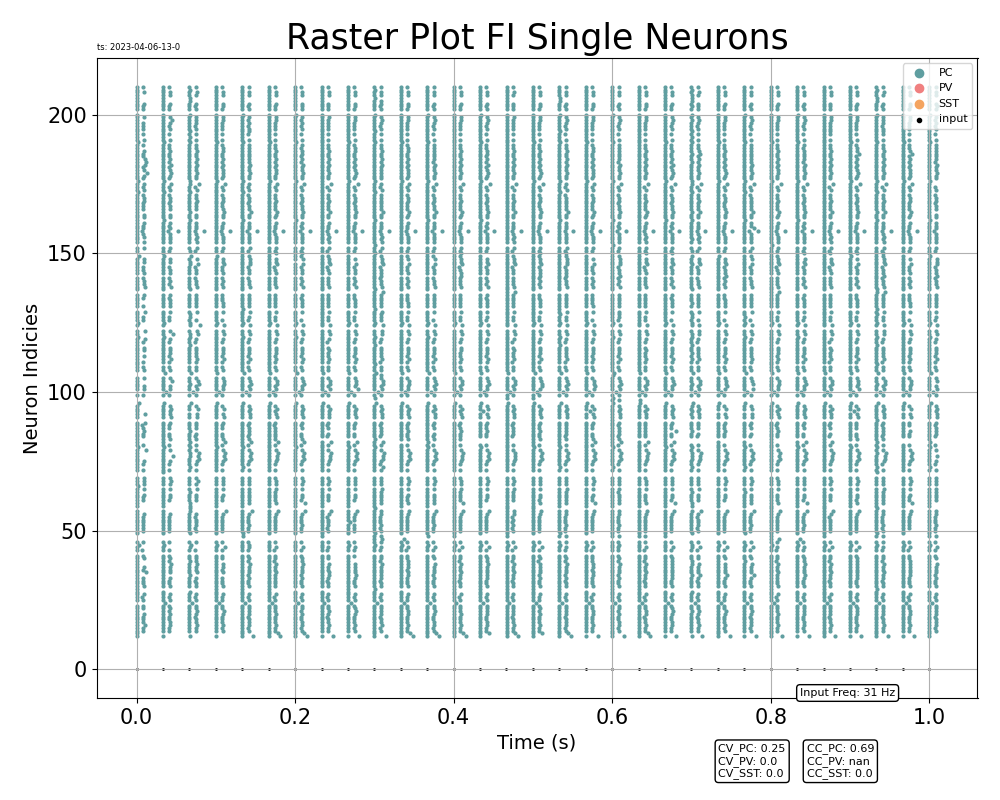 Raster Plot FI Single Neurons
ts: 2023-04-06-13-0
PC
PV
SST
input
200
150
100
50
0
Neuron Indicies
Input Freq: 31 Hz
0.0 0.2 0.4 0.6 0.8 1.0
Time (s)
CV_PC: 0.25
CV_PV: 0.0
CV_SST: 0.0
CC_PC: 0.69
CC_PV: nan
CC_SST: 0.0